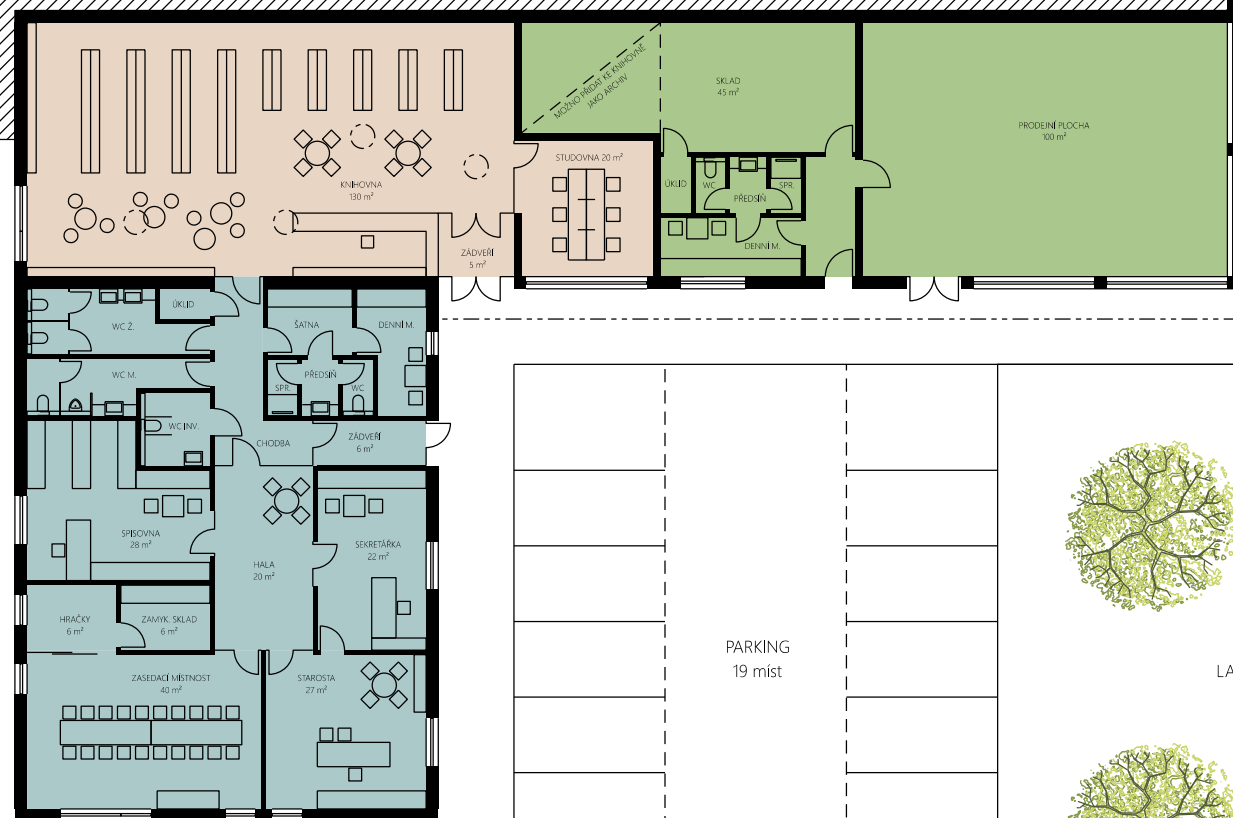 MOŽNO PŘIDAT KE KNIHOVNĚ
JAKO ARCHIV
SKLAD
45 m²
PRODEJNÍ PLOCHA
100 m²
STUDOVNA 20 m²
KNIHOVNA
130 m²
ÚKLID
WC
PŘEDSÍŇ
SPR.
DENNÍ M.
ZÁDVEŘÍ
5 m²
ÚKLID
WC Ž.
ŠATNA
DENNÍ M.
WC M.
PŘEDSÍŇ
SPR.
WC
WC INV.
CHODBA
ZÁDVEŘÍ
6 m²
SPISOVNA
28 m²
SEKRETÁŘKA
22 m²
HALA
20 m²
HRAČKY
6 m²
ZAMYK. SKLAD
6 m²
PARKING
19 míst
LA
ZASEDACÍ MÍSTNOST
40 m²
STAROSTA
27 m²